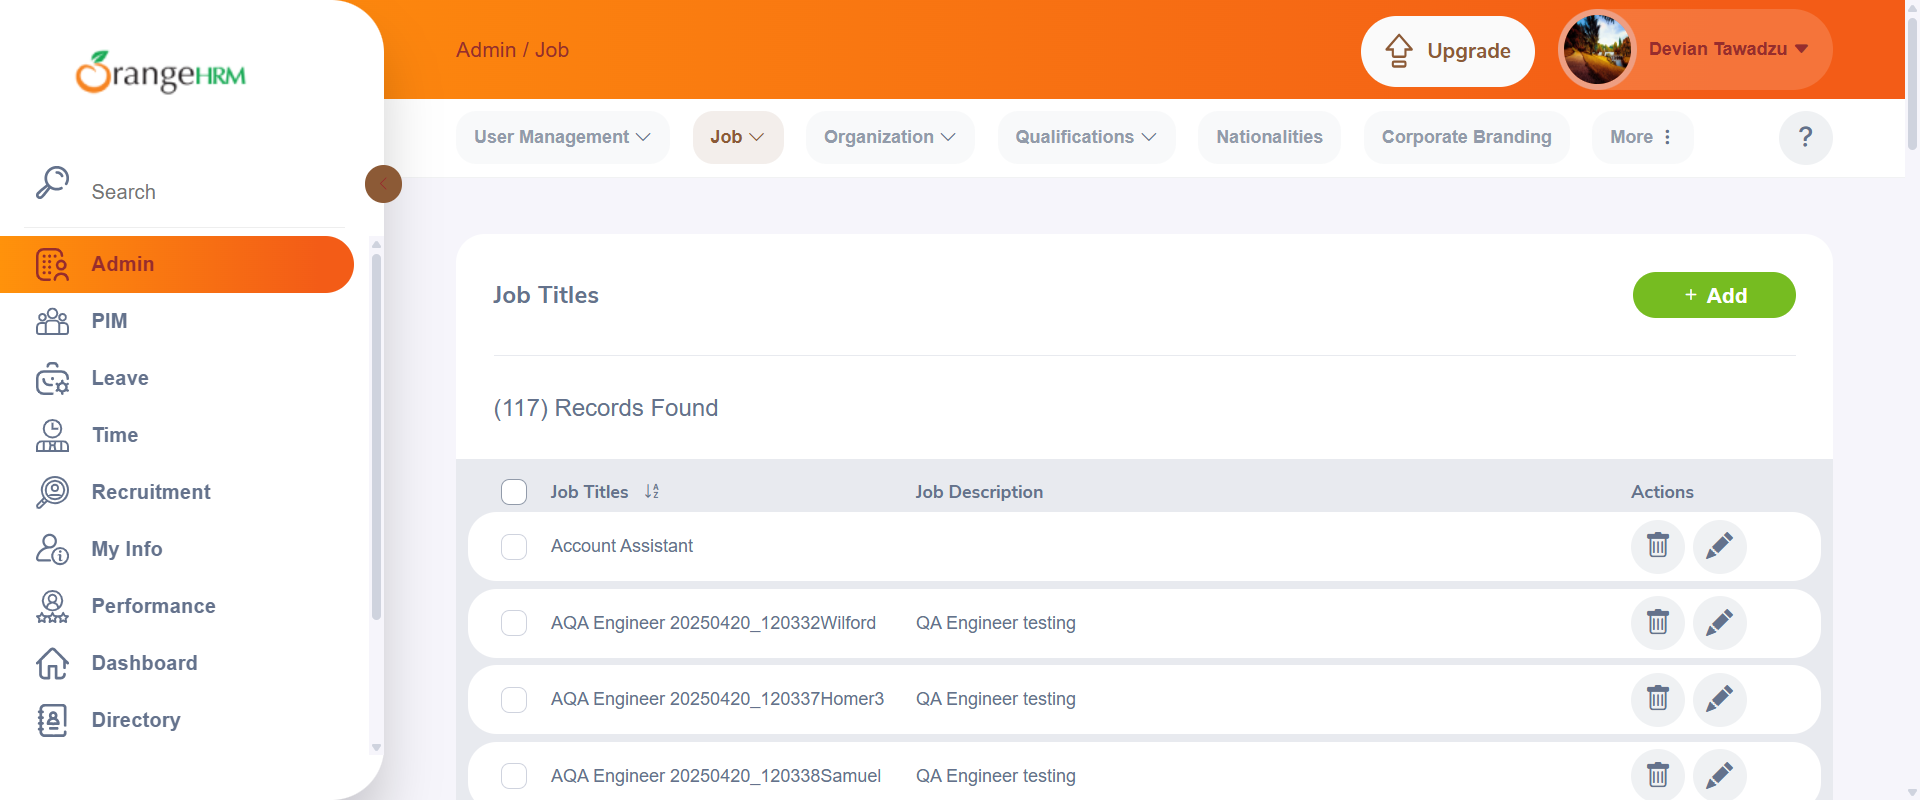 OrangeHRM
Admin / Job
Upgrade
Devian Tawadzu
User Management
Job
Organization
Qualifications
Nationalities
Corporate Branding
More
?
Search
Admin
PIM
Leave
Time
Recruitment
My Info
Performance
Dashboard
Directory
Job Titles
+ Add
(117) Records Found
Job Titles
Job Description
Actions
Account Assistant
AQA Engineer 20250420_120332Wilford QA Engineer testing
AQA Engineer 20250420_120337Homer3 QA Engineer testing
AQA Engineer 20250420_120338Samuel QA Engineer testing